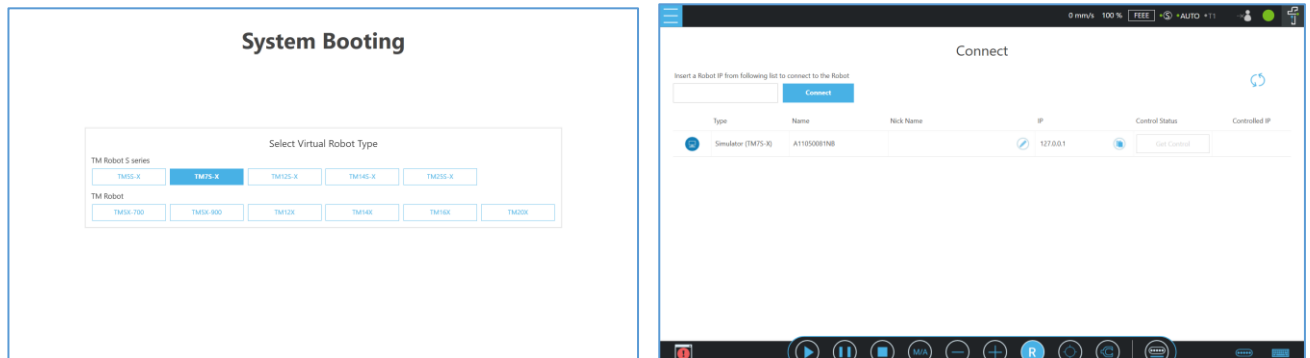 System Booting
Select Virtual Robot Type
TM Robot S series
TM5S-X TM7S-X TM12S-X TM14S-X TM25S-X
TM Robot
TM5X-700 TM5X-900 TM12X TM14X TM16X TM20X
0 mm/s 100 % FEEE AUTO T1
Connect
Insert a Robot IP from following list to connect to the Robot
Connect
Type Name Nick Name IP Control Status Controlled IP
Simulator (TM7S-X) A11050081NB 127.0.0.1 Get Control
M/A R